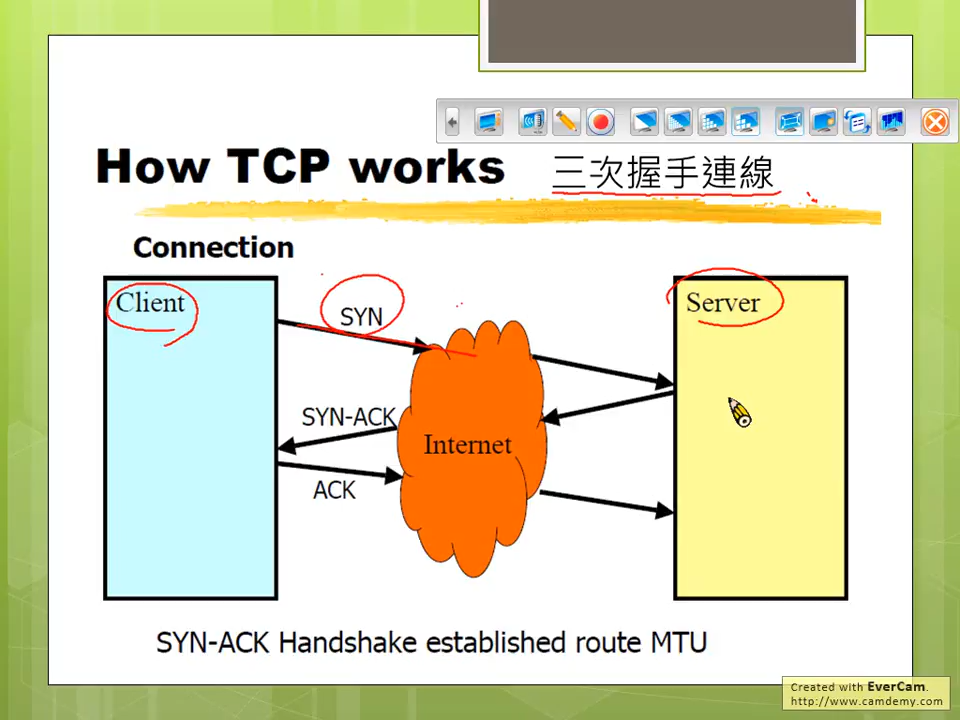 How TCP works 三次握手連線
Connection
Client
SYN
Server
SYN-ACK
Internet
ACK
SYN-ACK Handshake established route MTU
Created with EverCam.
http://www.camdemy.com